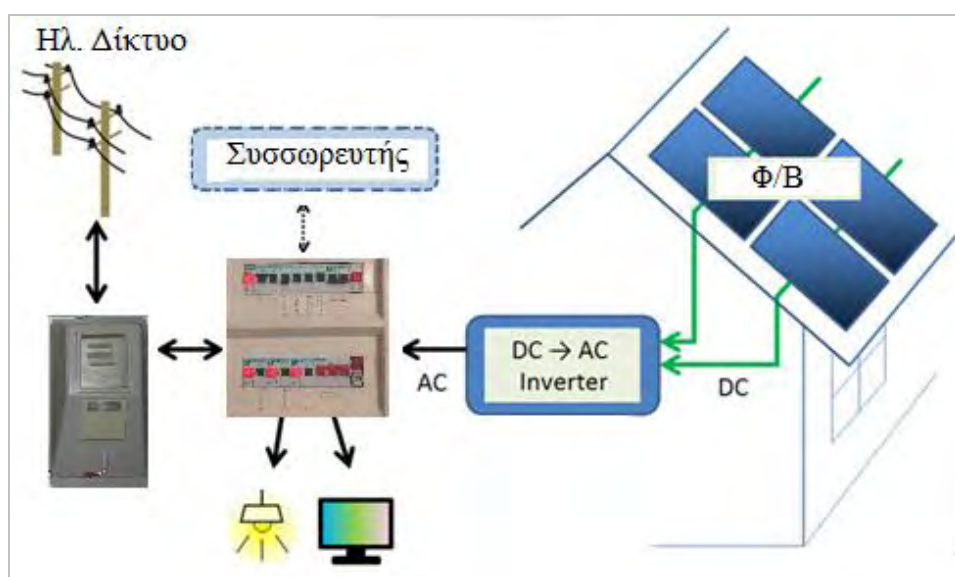 Ηλ. Δίκτυο
Συσσωρευτής
Φ/Β
DC → AC
Inverter
AC
DC